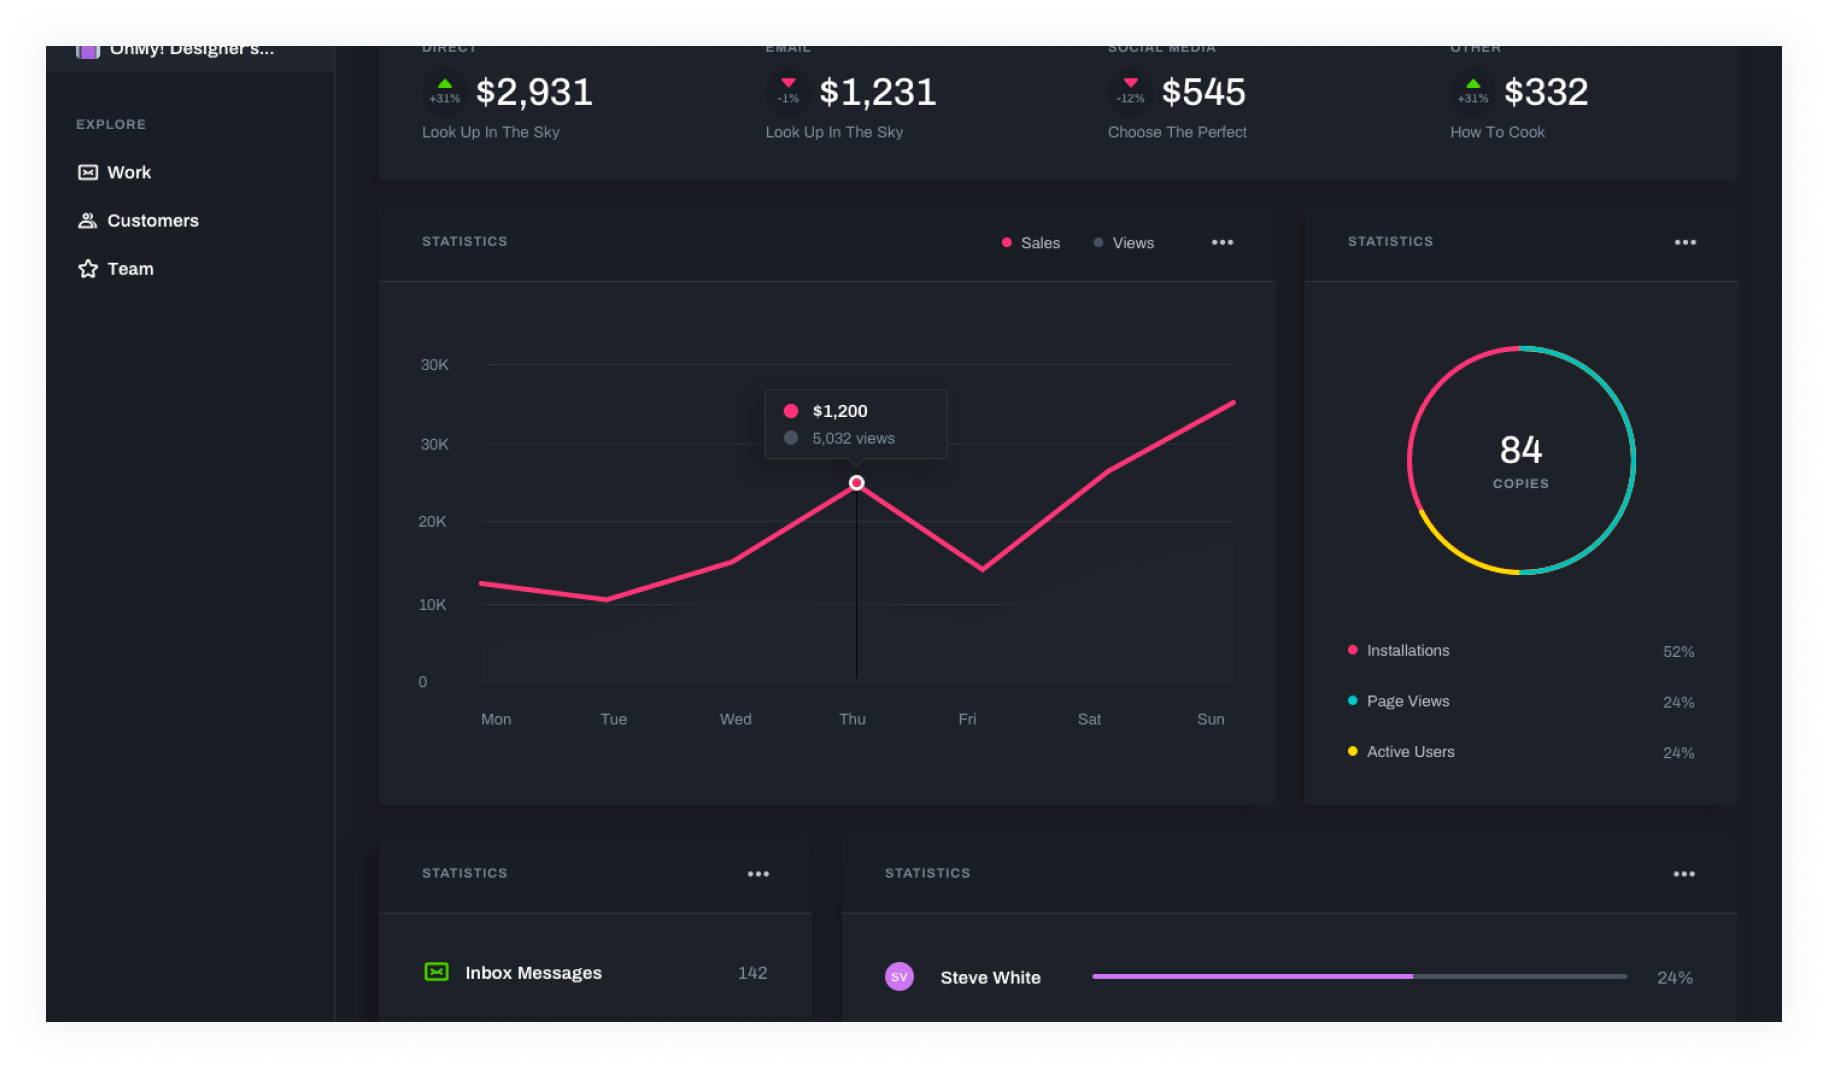 OhMy! Designer's...
EXPLORE
Work
Customers
Team
DIRECT
+31%
$2,931
Look Up In The Sky
EMAIL
-1%
$1,231
Look Up In The Sky
SOCIAL MEDIA
-12%
$545
Choose The Perfect
OTHER
+31%
$332
How To Cook
STATISTICS
Sales
Views
30K
30K
20K
10K
0
$1,200
5,032 views
Mon Tue Wed Thu Fri Sat Sun
STATISTICS
84
COPIES
Installations 52%
Page Views 24%
Active Users 24%
STATISTICS
Inbox Messages 142
STATISTICS
SV
Steve White
24%